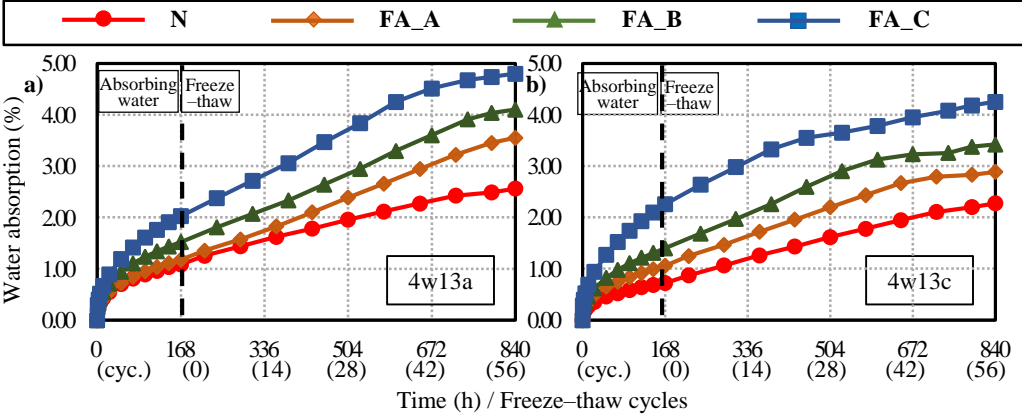 N FA_A FA_B FA_C
a) b)
Water absorption (%)
5.00
4.00
3.00
2.00
1.00
0.00
Absorbing
water
Freeze
–thaw
4w13a
0 168 336 504 672 840
(cyc.) (0) (14) (28) (42) (56)
5.00
4.00
3.00
2.00
1.00
0.00
Absorbing
water
Freeze
–thaw
4w13c
0 168 336 504 672 840
(cyc.) (0) (14) (28) (42) (56)
Time (h) / Freeze–thaw cycles